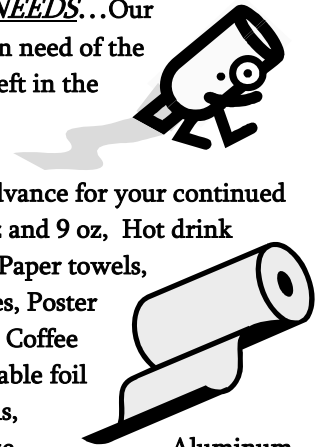 NEEDS…Our
n need of the
eft in the
dvance for your continued
z and 9 oz, Hot drink
Paper towels,
es, Poster
Coffee
able foil
s,
Aluminum